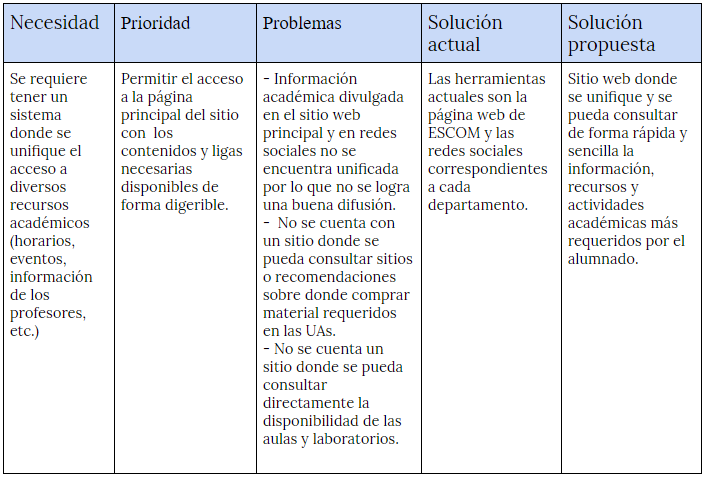 Necesidad
Prioridad
Problemas
Solución
actual
Solución
propuesta
Se requiere
tener un
sistema
donde se
unifique el
acceso a
diversos
recursos
académicos
(horarios,
eventos,
información
de los
profesores,
etc.)
Permitir el acceso
a la página
principal del sitio
con los
contenidos y ligas
necesarias
disponibles de
forma digerible.
- Información
académica divulgada
en el sitio web
principal y en redes
sociales no se
encuentra unificada
por lo que no se logra
una buena difusión.
- No se cuenta con
un sitio donde se
pueda consultar sitios
o recomendaciones
sobre donde comprar
material requeridos
en las UAs.
- No se cuenta un
sitio donde se pueda
consultar
directamente la
disponibilidad de las
aulas y laboratorios.
Las herramientas
actuales son la
página web de
ESCOM y las
redes sociales
correspondientes
a cada
departamento.
Sitio web donde
se unifique y se
pueda consultar
de forma rápida y
sencilla la
información,
recursos y
actividades
académicas más
requeridos por el
alumnado.